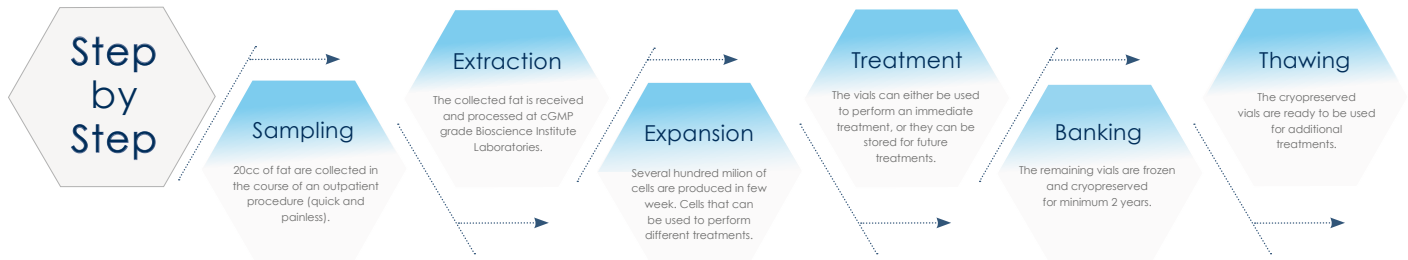 Step
by
Step
Sampling
20cc of fat are collected in
the course of an outpatient
procedure (quick and
painless).
Extraction
The collected fat is received
and processed at cGMP
grade Bioscience Institute
Laboratories.
Expansion
Several hundred milion of
cells are produced in few
week. Cells that can
be used to perform
different treatments.
Treatment
The vials can either be used
to perform an immediate
treatment, or they can be
stored for future
treatments.
Banking
The remaining vials are frozen
and cryopreserved
for minimum 2 years.
Thawing
The cryopreserved
vials are ready to be used
for additional
treatments.